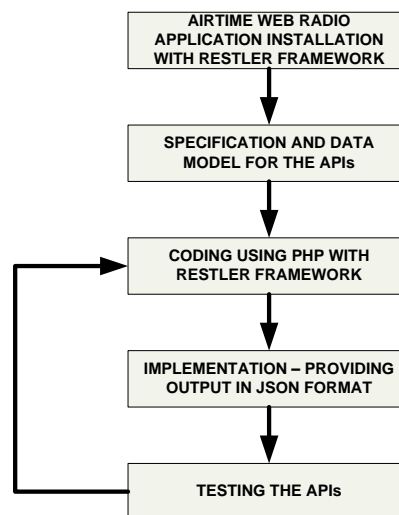 AIRTIME WEB RADIO
APPLICATION INSTALLATION
WITH RESTLER FRAMEWORK
SPECIFICATION AND DATA
MODEL FOR THE APIs
CODING USING PHP WITH
RESTLER FRAMEWORK
IMPLEMENTATION – PROVIDING
OUTPUT IN JSON FORMAT
TESTING THE APIs